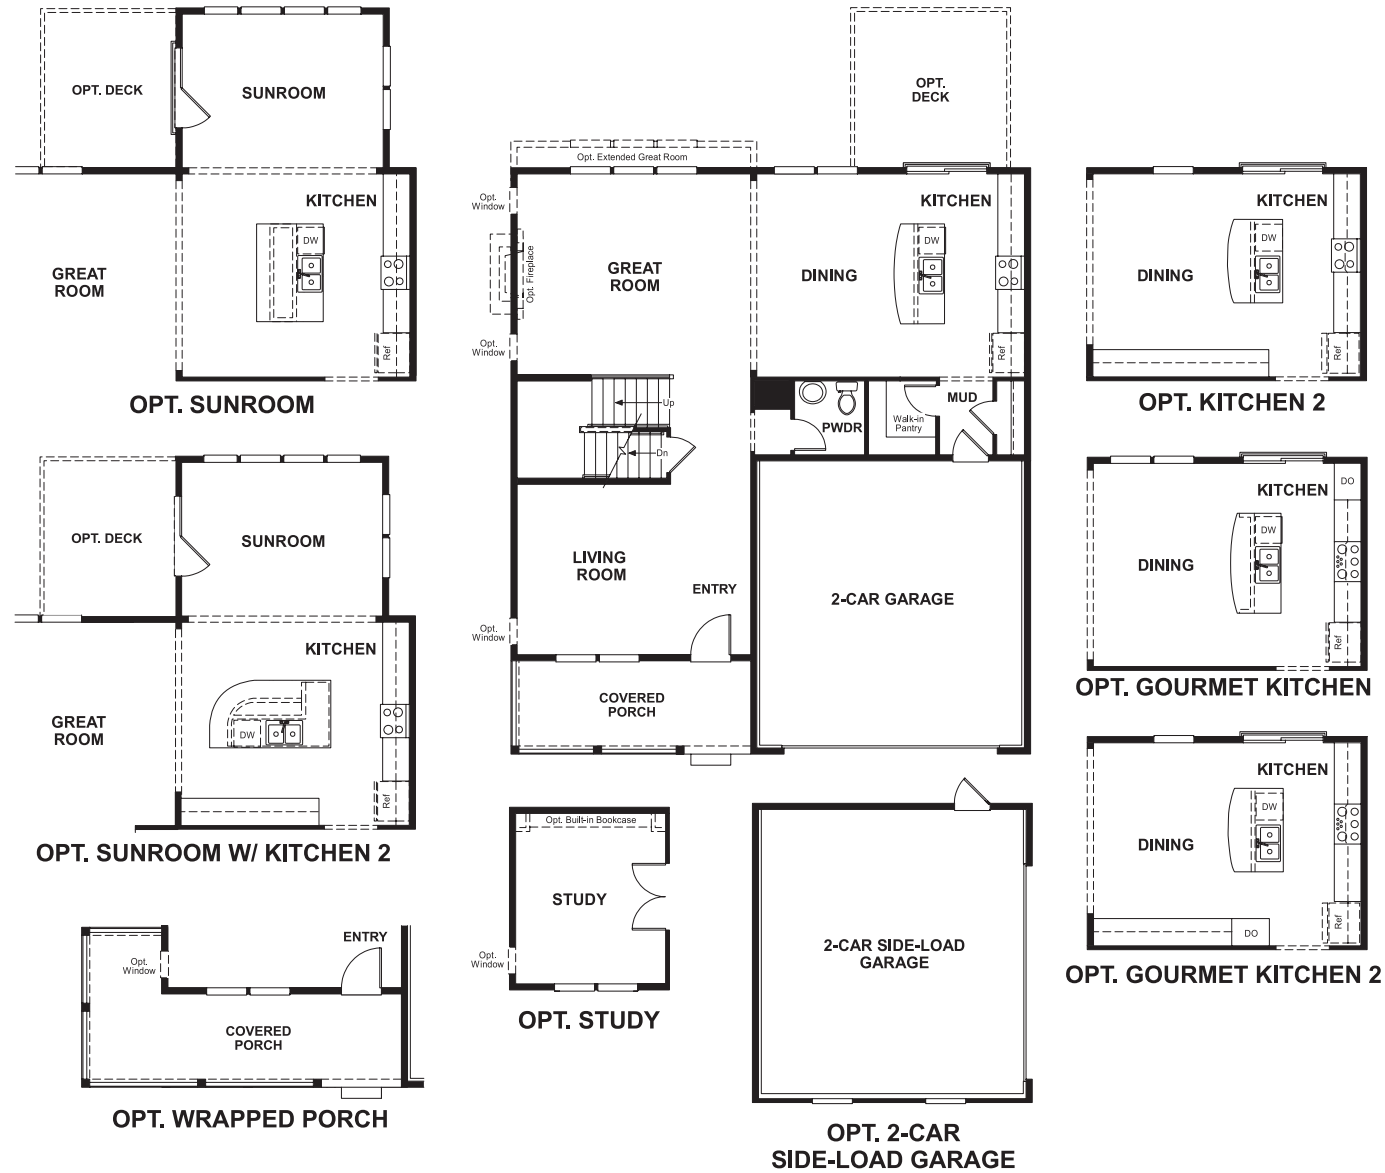 OPT. DECK
SUNROOM
KITCHEN
DW
GREAT
ROOM
Ref
OPT. SUNROOM
OPT. DECK
SUNROOM
KITCHEN
GREAT
ROOM
DW
Ref
OPT. SUNROOM W/ KITCHEN 2
ENTRY
Opt.
Window
COVERED
PORCH
OPT. WRAPPED PORCH
OPT.
DECK
Opt. Extended Great Room
Opt.
Window
KITCHEN
DW
Opt. Fireplace
GREAT
ROOM
DINING
Opt.
Window
Ref
Up
MUD
Walk-in
Pantry
PWDR
Dn
LIVING
ROOM
ENTRY
2-CAR GARAGE
Opt.
Window
COVERED
PORCH
Opt. Built-in Bookcase
STUDY
Opt.
Window
OPT. STUDY
2-CAR SIDE-LOAD
GARAGE
OPT. 2-CAR
SIDE-LOAD GARAGE
KITCHEN
DW
DINING
Ref
OPT. KITCHEN 2
DO
KITCHEN
DW
DINING
Ref
OPT. GOURMET KITCHEN
KITCHEN
DW
DINING
Ref
DO
OPT. GOURMET KITCHEN 2